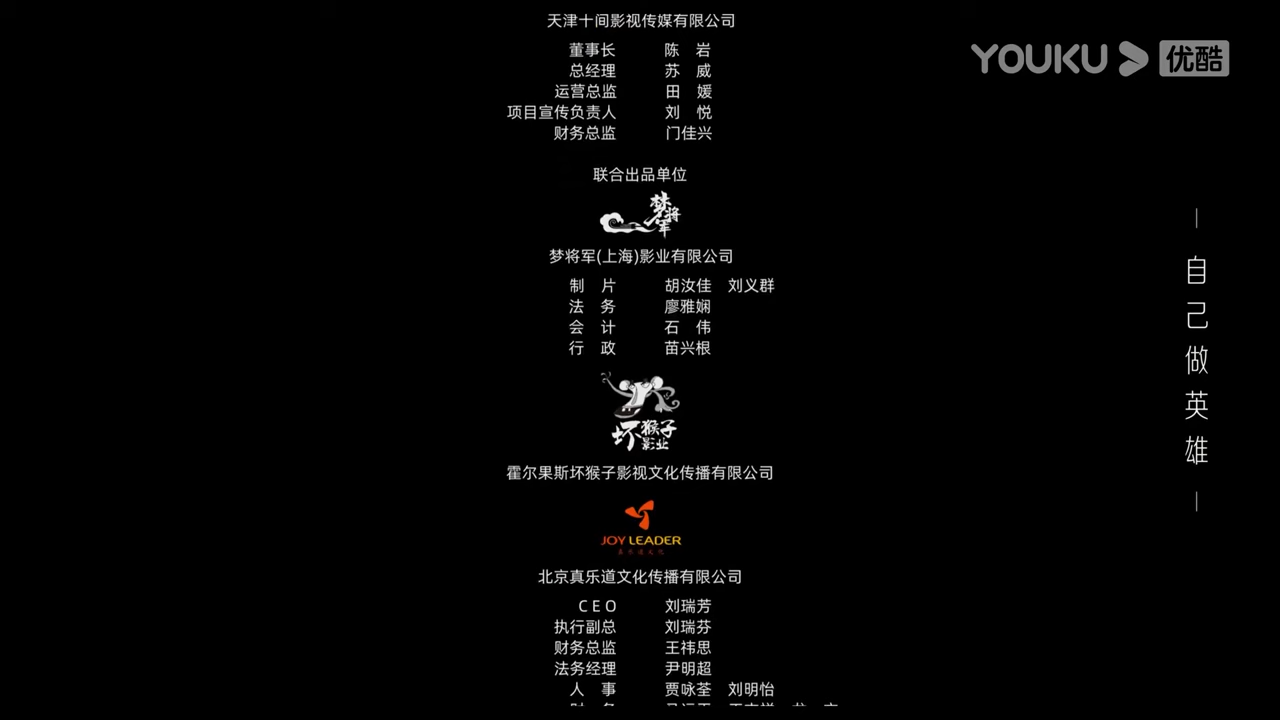 天津十间影视传媒有限公司
董事长 陈 岩
总经理 苏 威
运营总监 田 媛
项目宣传负责人 刘 悦
财务总监 门佳兴
联合出品单位
梦将军
梦将军(上海)影业有限公司
制 片 胡汝佳 刘义群
法 务 廖雅娴
会 计 石 伟
行 政 苗兴根
坏猴子
影业
霍尔果斯坏猴子影视文化传播有限公司
JOY LEADER
真乐道文化
北京真乐道文化传播有限公司
CEO 刘瑞芳
执行副总 刘瑞芬
财务总监 王祎思
法务经理 尹明超
人 事 贾咏荃 刘明怡
YOUKU 优酷
自己做英雄